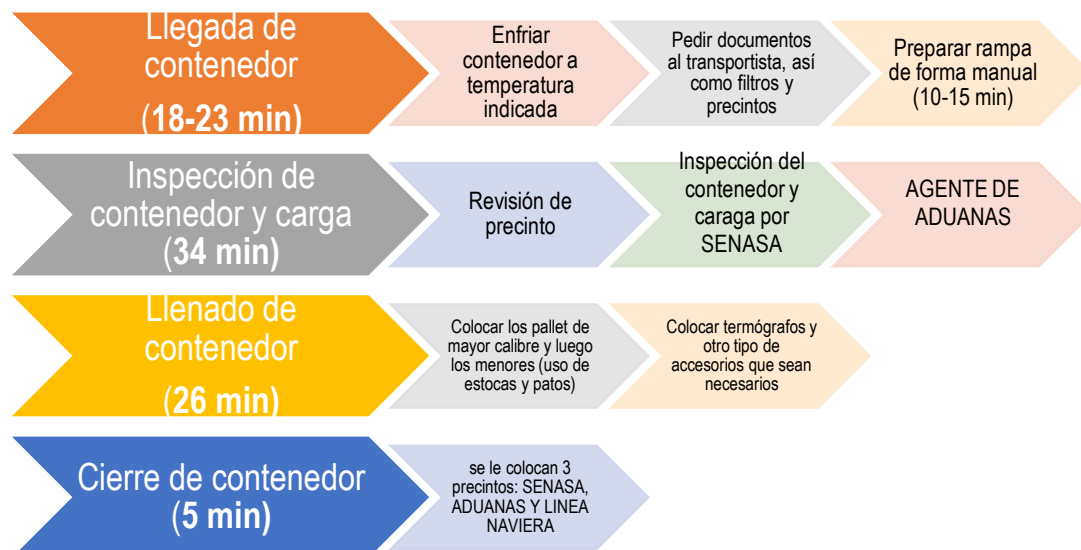 Llegada de
contenedor
(18-23 min)
Enfriar
contenedor a
temperatura
indicada
Pedir documentos
al transportista, así
como filtros y
precintos
Preparar rampa
de forma manual
(10-15 min)
Inspección de
contenedor y carga
(34 min)
Revisión de
precinto
Inspección del
contenedor y
caraga por
SENASA
AGENTE DE
ADUANAS
Llenado de
contenedor
(26 min)
Colocar los pallet de
mayor calibre y luego
los menores (uso de
estocas y patos)
Colocar termógrafos y
otro tipo de
accesorios que sean
necesarios
Cierre de contenedor
(5 min)
se le colocan 3
precintos: SENASA,
ADUANAS Y LINEA
NAVIERA